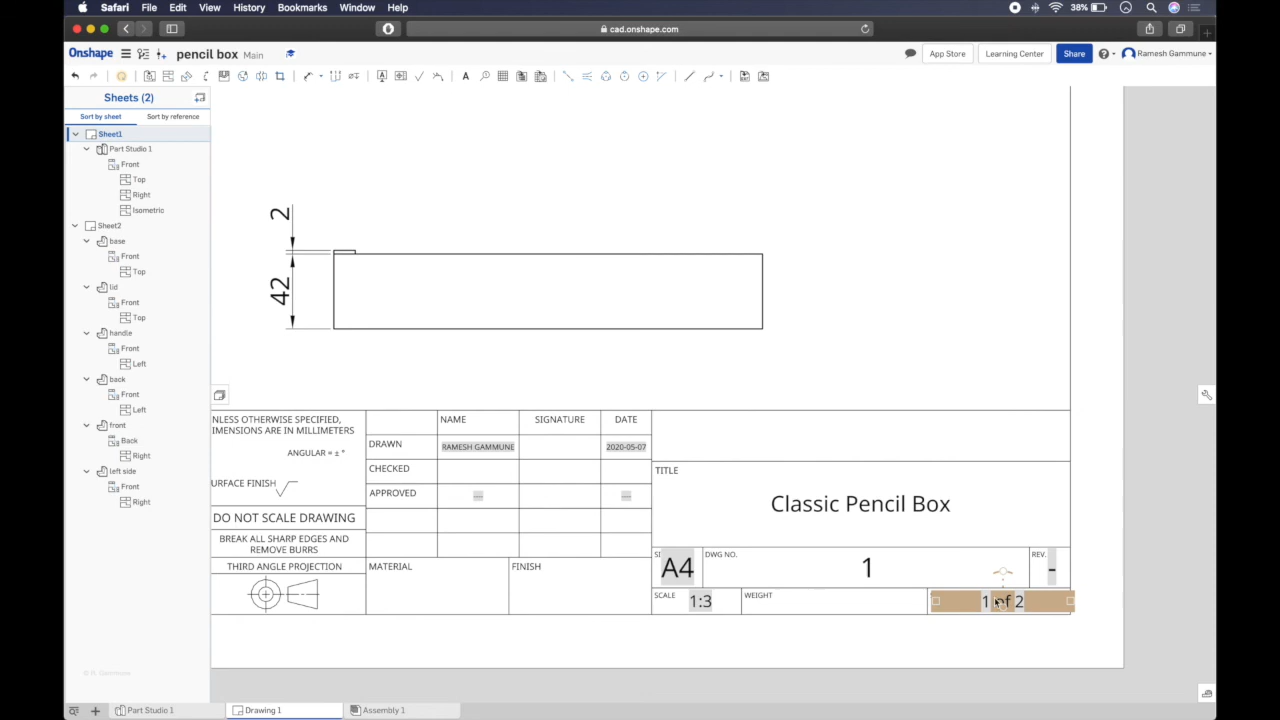 Safari File Edit View History Bookmarks Window Help 38%
cad.onshape.com
Onshape pencil box Main App Store Learning Center Share Ramesh Gammune
Sheets (2)
Sort by sheet Sort by reference
Sheet1
Part Studio 1
Front
Top
Right
Isometric
Sheet2
base
Front
Top
lid
Front
Top
handle
Front
Left
back
Front
Left
front
Back
Right
left side
Front
Right
© R. Gammune
2
42
NLESS OTHERWISE SPECIFIED,
IMENSIONS ARE IN MILLIMETERS
ANGULAR = ± °
URFACE FINISH
DO NOT SCALE DRAWING
BREAK ALL SHARP EDGES AND
REMOVE BURRS
THIRD ANGLE PROJECTION
NAME SIGNATURE DATE
DRAWN RAMESH GAMMUNE 2020-05-07
CHECKED
APPROVED
MATERIAL FINISH
TITLE
Classic Pencil Box
SI A4 DWG NO. 1 REV. -
SCALE 1:3 WEIGHT 1 of 2
Part Studio 1 Drawing 1 Assembly 1